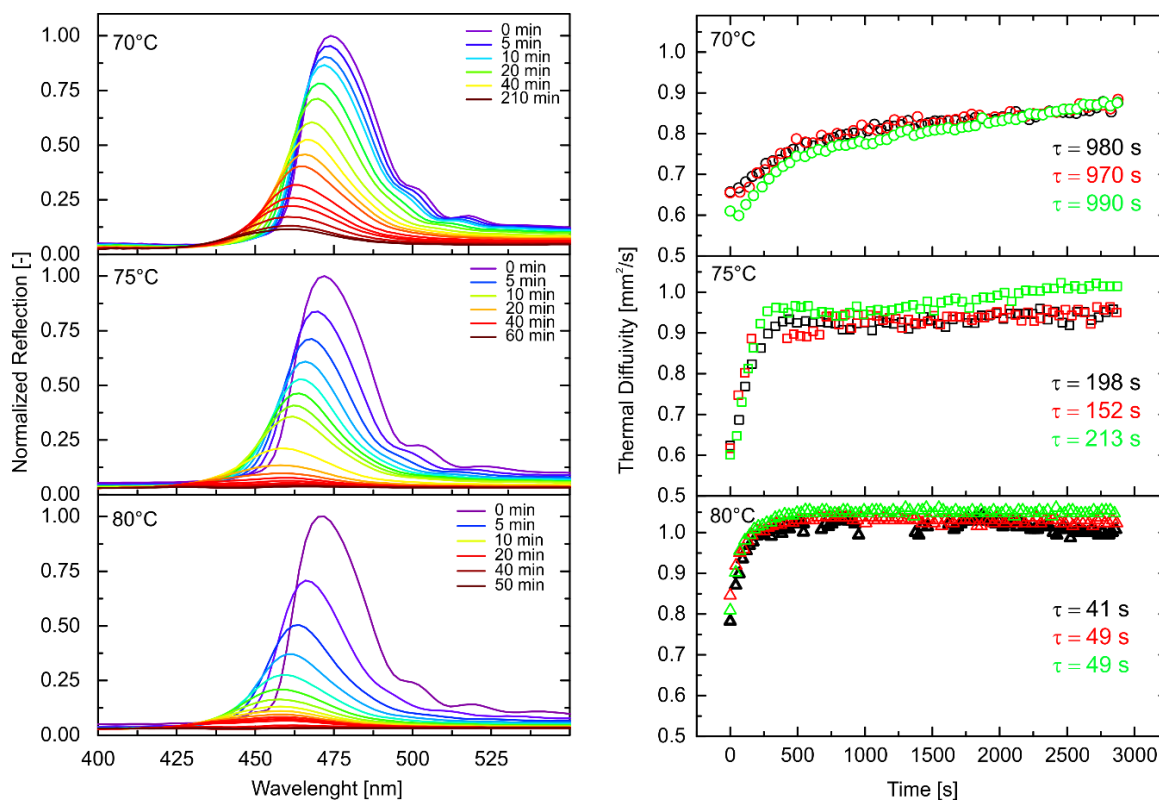 Normalized Reflection [-]
70°C
1.00
0.75
0.50
0.25
0.00
0 min
5 min
10 min
20 min
40 min
210 min
75°C
1.00
0.75
0.50
0.25
0.00
0 min
5 min
10 min
20 min
40 min
60 min
80°C
1.00
0.75
0.50
0.25
0.00
0 min
5 min
10 min
20 min
40 min
50 min
400 425 450 475 500 525
Wavelenght [nm]
Thermal Diffuivity [mm²/s]
70°C
1.0
0.9
0.8
0.7
0.6
0.5
τ = 980 s
τ = 970 s
τ = 990 s
75°C
1.0
0.9
0.8
0.7
0.6
0.5
τ = 198 s
τ = 152 s
τ = 213 s
80°C
1.0
0.9
0.8
0.7
0.6
0.5
τ = 41 s
τ = 49 s
τ = 49 s
0 500 1000 1500 2000 2500 3000
Time [s]